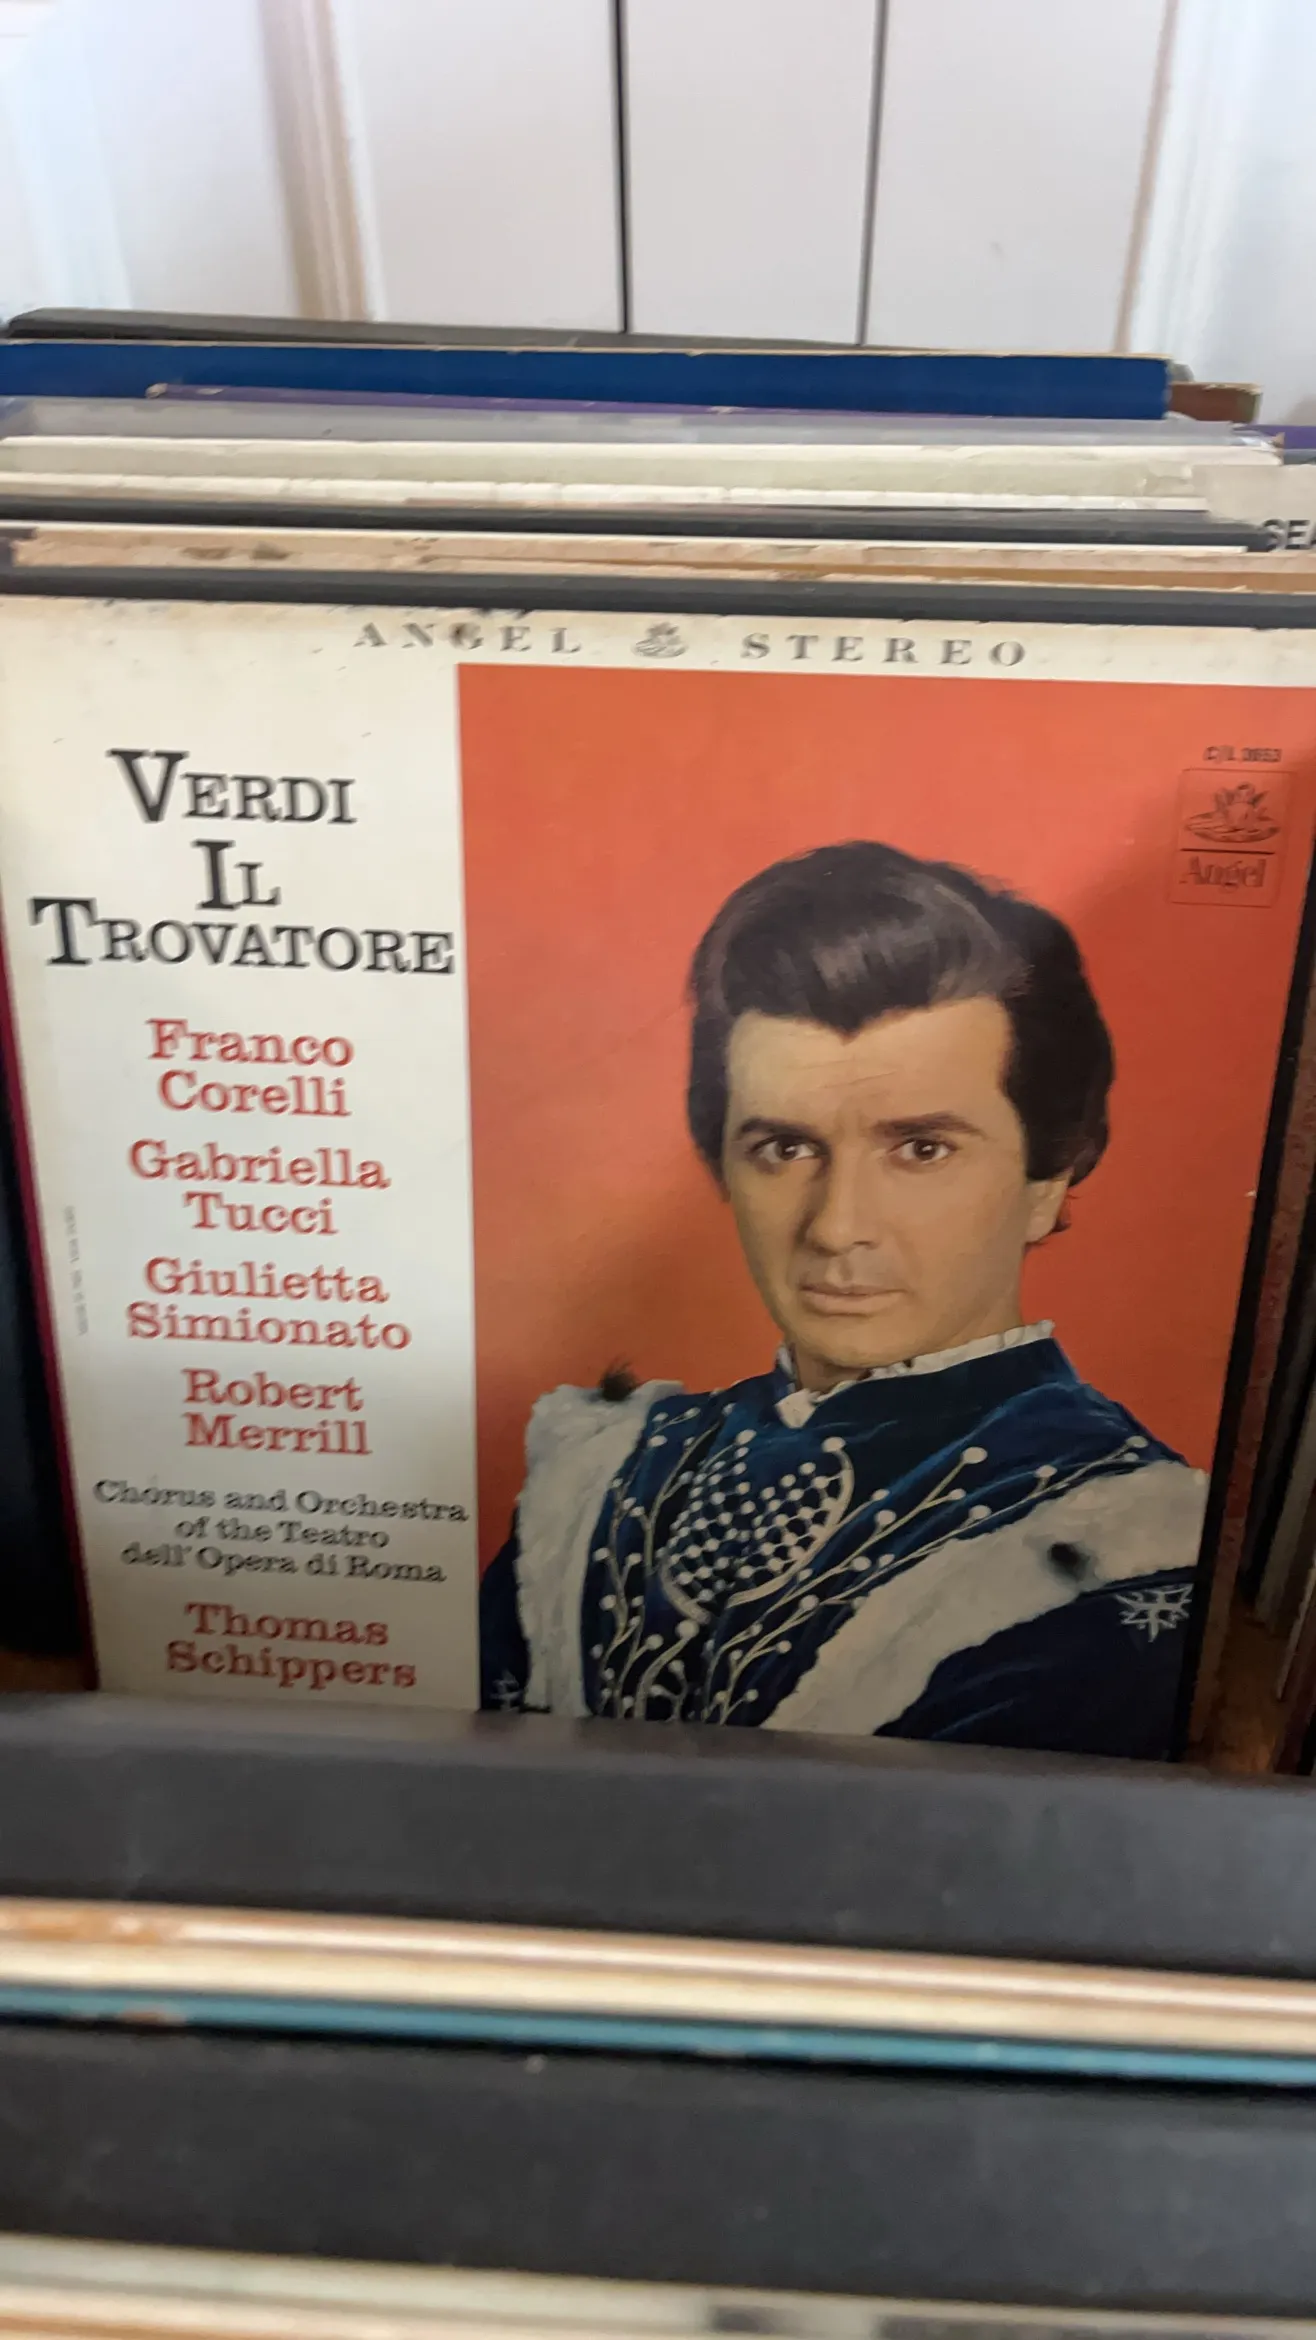 SEA
ANGEL STEREO
VERDI
IL
TROVATORE
Franco
Corelli
Gabriella
Tucci
Giulietta
Simionato
Robert
Merrill
Chorus and Orchestra
of the Teatro
dell'Opera di Roma
Thomas
Schippers
Angel